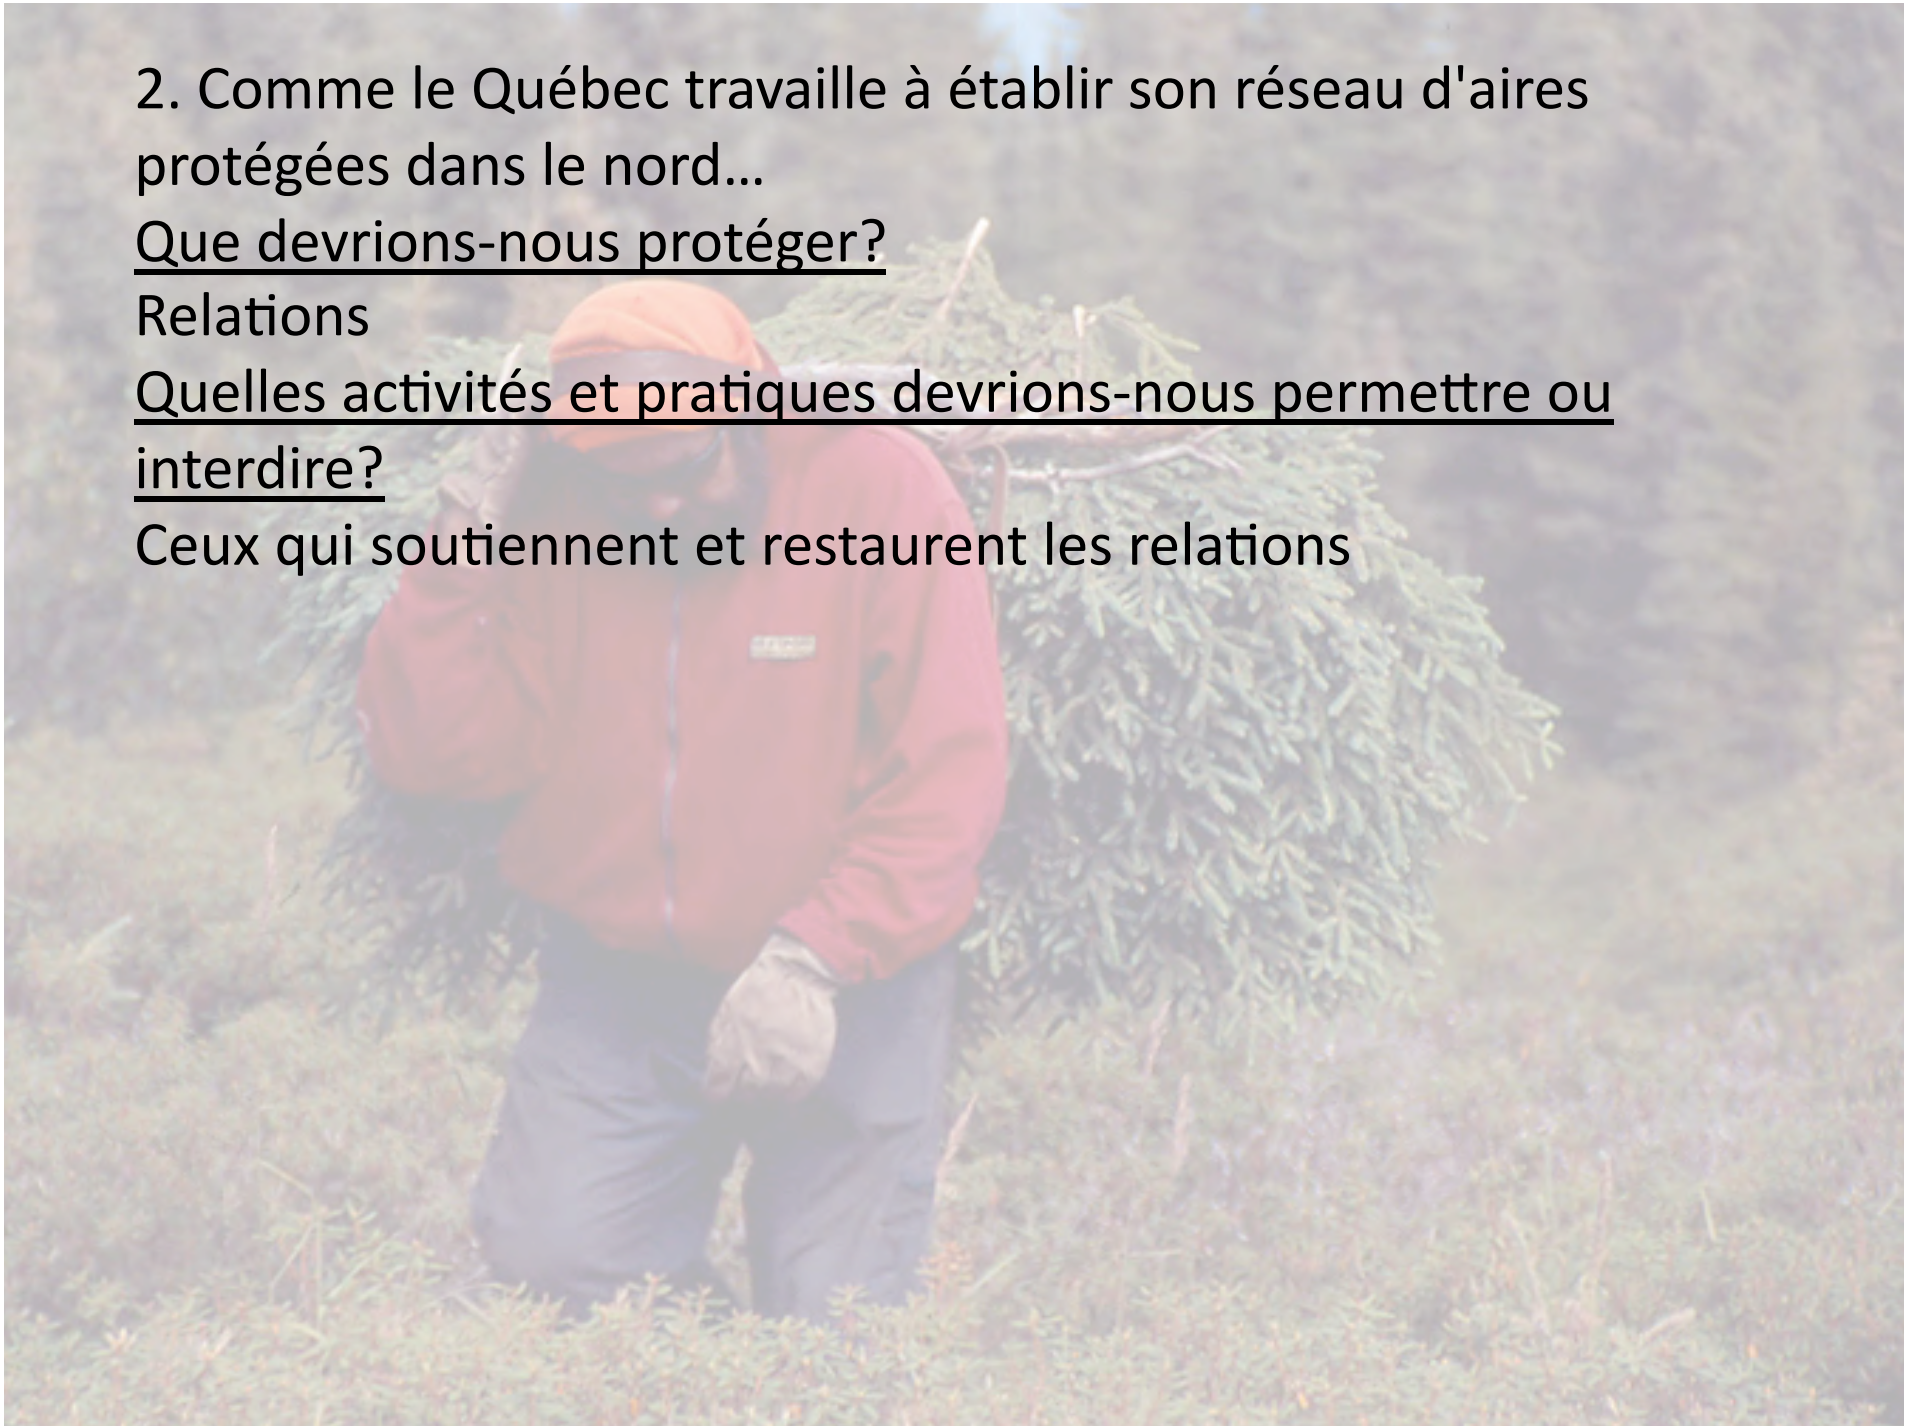 2. Comme le Québec travaille à établir son réseau d'aires
protégées dans le nord…
Que devrions-nous protéger?
Relations
Quelles activités et pratiques devrions-nous permettre ou
interdire?
Ceux qui soutiennent et restaurent les relations